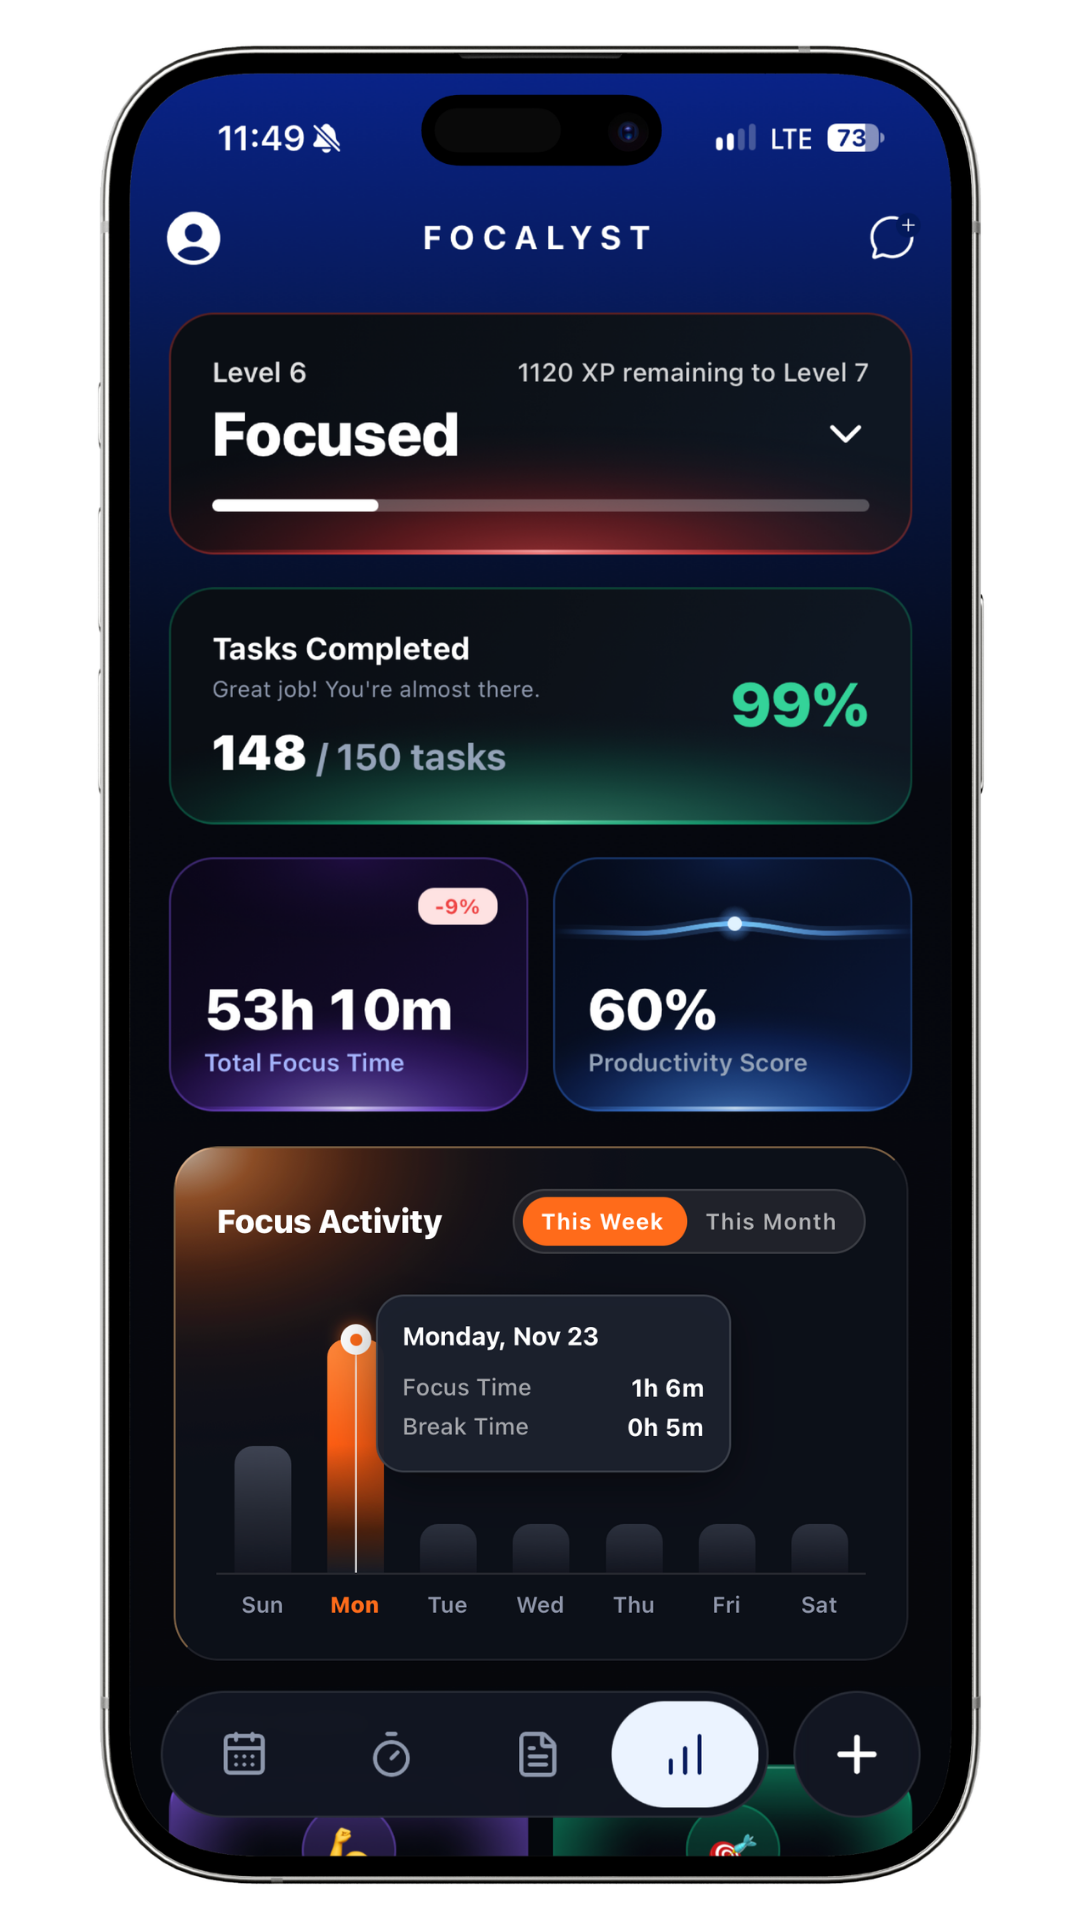 11:49
LTE 73
FOCALYST
Level 6
1120 XP remaining to Level 7
Focused
Tasks Completed
Great job! You're almost there.
99%
148 / 150 tasks
-9%
53h 10m
Total Focus Time
60%
Productivity Score
Focus Activity
This Week
This Month
Monday, Nov 23
Focus Time 1h 6m
Break Time 0h 5m
Sun Mon Tue Wed Thu Fri Sat